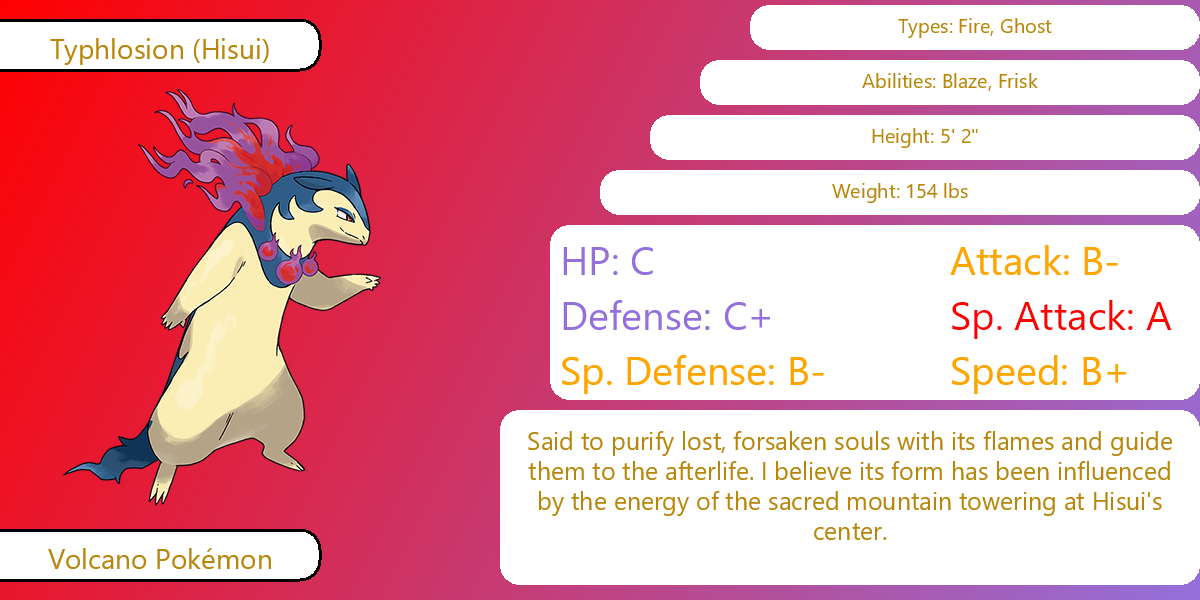 Typhlosion (Hisui)
Types: Fire, Ghost
Abilities: Blaze, Frisk
Height: 5' 2"
Weight: 154 lbs
HP: C
Attack: B-
Defense: C+
Sp. Attack: A
Sp. Defense: B-
Speed: B+
Said to purify lost, forsaken souls with its flames and guide
them to the afterlife. I believe its form has been influenced
by the energy of the sacred mountain towering at Hisui's
center.
Volcano Pokémon